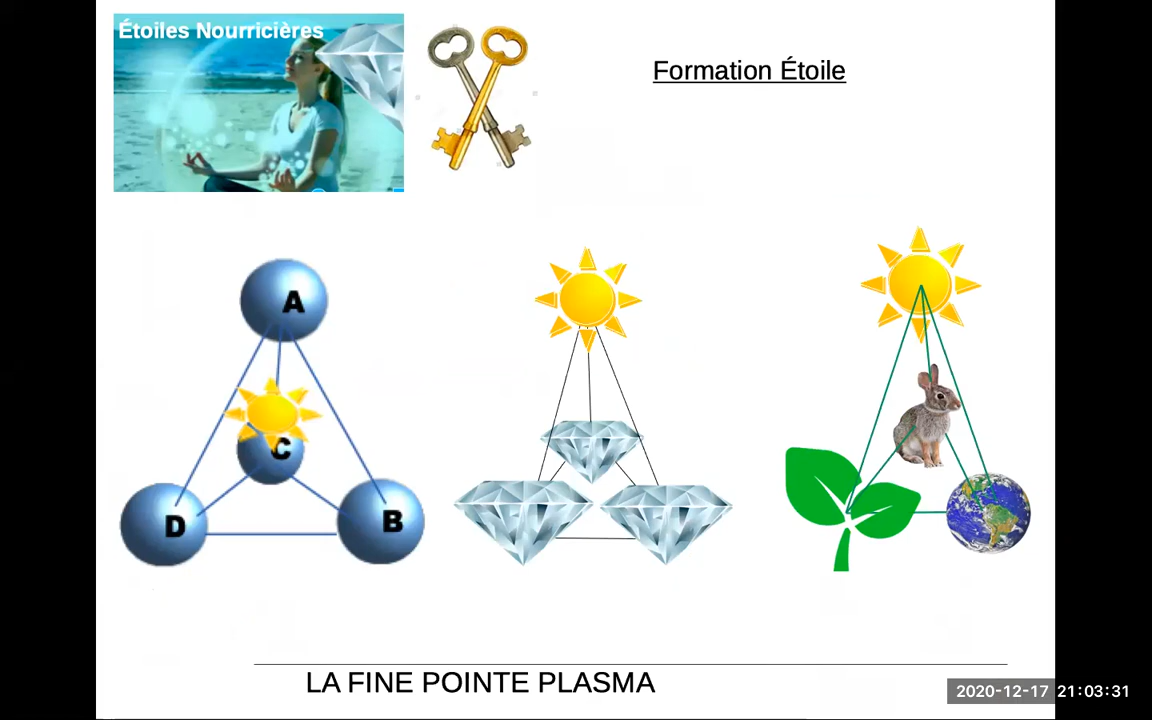 Étoiles Nourricières
Formation Étoile
A
C
D
B
LA FINE POINTE PLASMA
2020-12-17 21:03:31